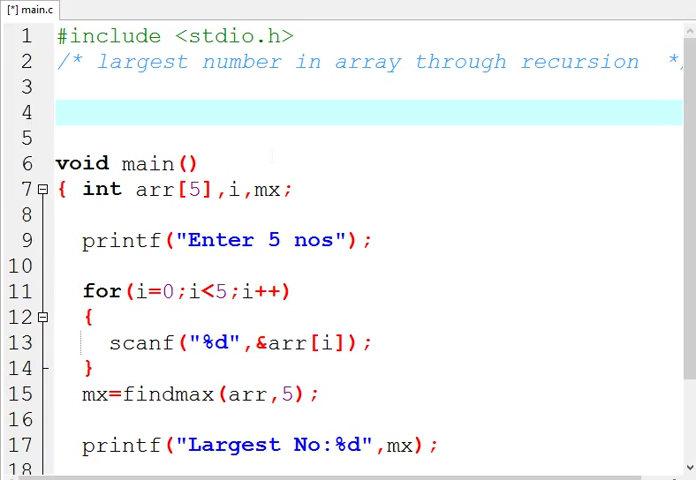 [*] main.c
1 #include <stdio.h>
2 /* largest number in array through recursion *
3
4
5
6 void main()
7 { int arr[5],i,mx;
8
9 printf("Enter 5 nos");
10
11 for(i=0;i<5;i++)
12 {
13 scanf("%d",&arr[i]);
14 }
15 mx=findmax(arr,5);
16
17 printf("Largest No:%d",mx);
18